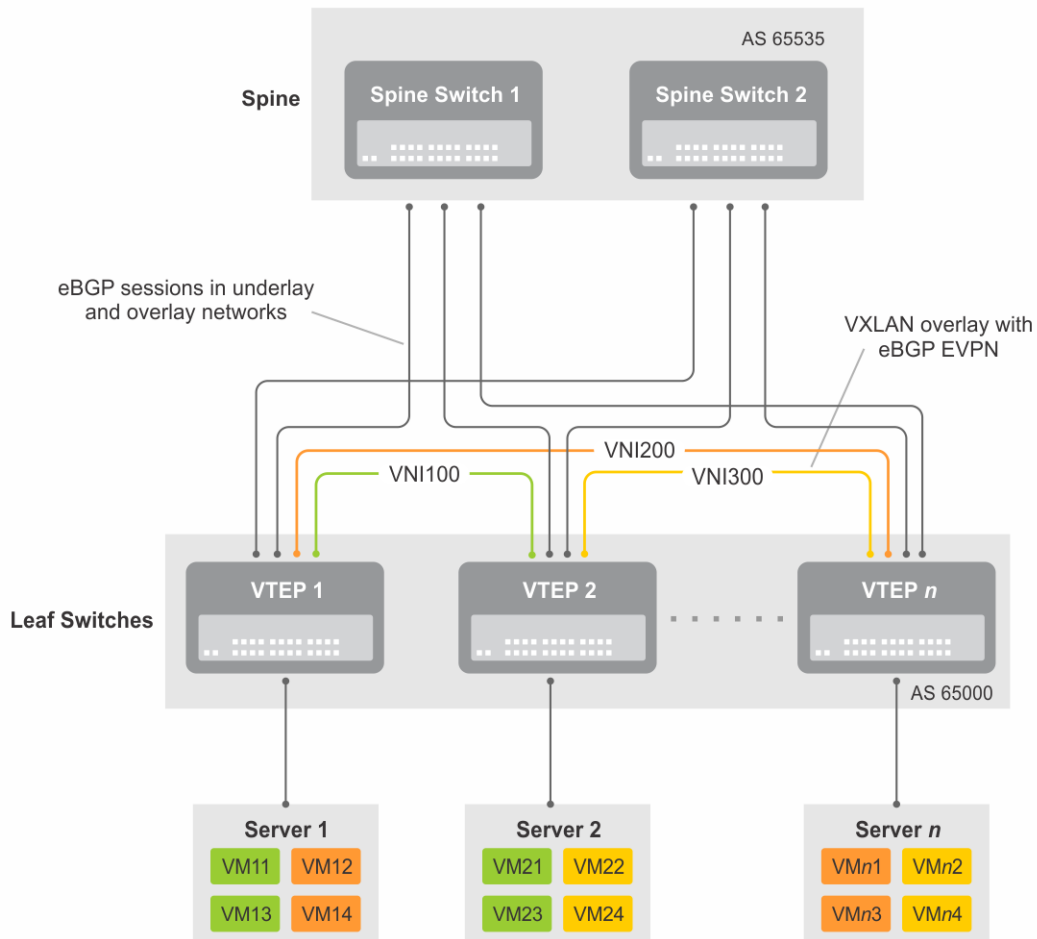 AS 65535
Spine
Spine Switch 1
Spine Switch 2
eBGP sessions in underlay
and overlay networks
VXLAN overlay with
eBGP EVPN
VNI200
VNI100
VNI300
Leaf Switches
VTEP 1
VTEP 2
VTEP n
AS 65000
Server 1
Server 2
Server n
VM11 VM12
VM21 VM22
VMn1 VMn2
VM13 VM14
VM23 VM24
VMn3 VMn4